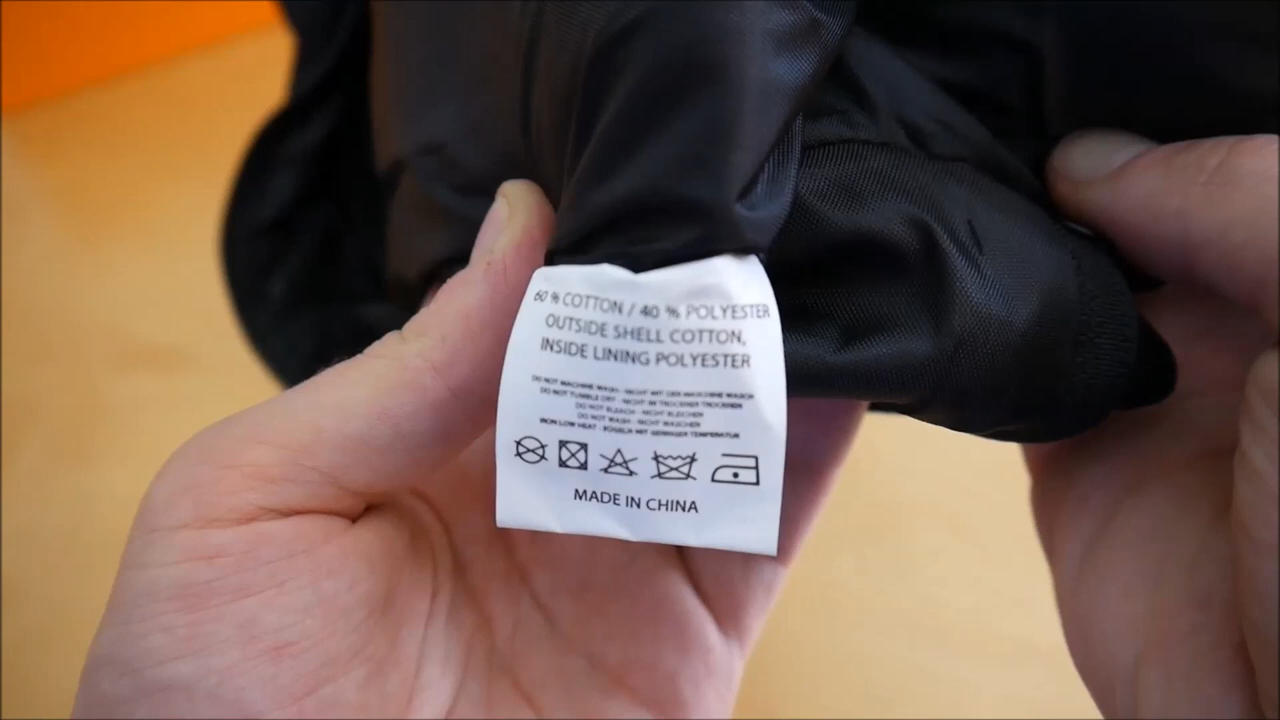 60 % COTTON / 40 % POLYESTER
OUTSIDE SHELL COTTON,
INSIDE LINING POLYESTER
DO NOT MACHINE WASH - NICHT MIT DER MASCHINE WASCH
DO NOT TUMBLE DRY - NICHT IM TROCKNER TROCKNEN
DO NOT BLEACH - NICHT BLEICHEN
DO NOT WASH - NICHT WASCHEN
IRON LOW HEAT - BÜGELN MIT GERINGER TEMPERATUR
MADE IN CHINA